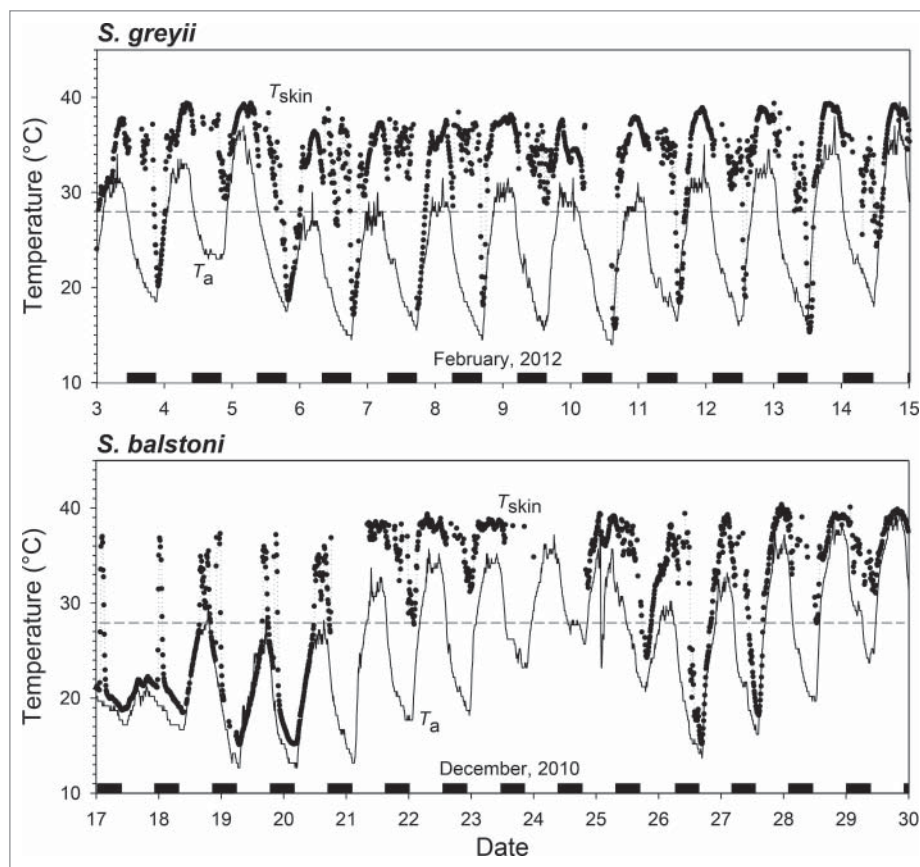 S. greyii
Temperature (°C)
40
30
20
10
Tskin
Ta
February, 2012
3 4 5 6 7 8 9 10 11 12 13 14 15
S. balstoni
Temperature (°C)
40
30
20
10
Tskin
Ta
December, 2010
17 18 19 20 21 22 23 24 25 26 27 28 29 30
Date